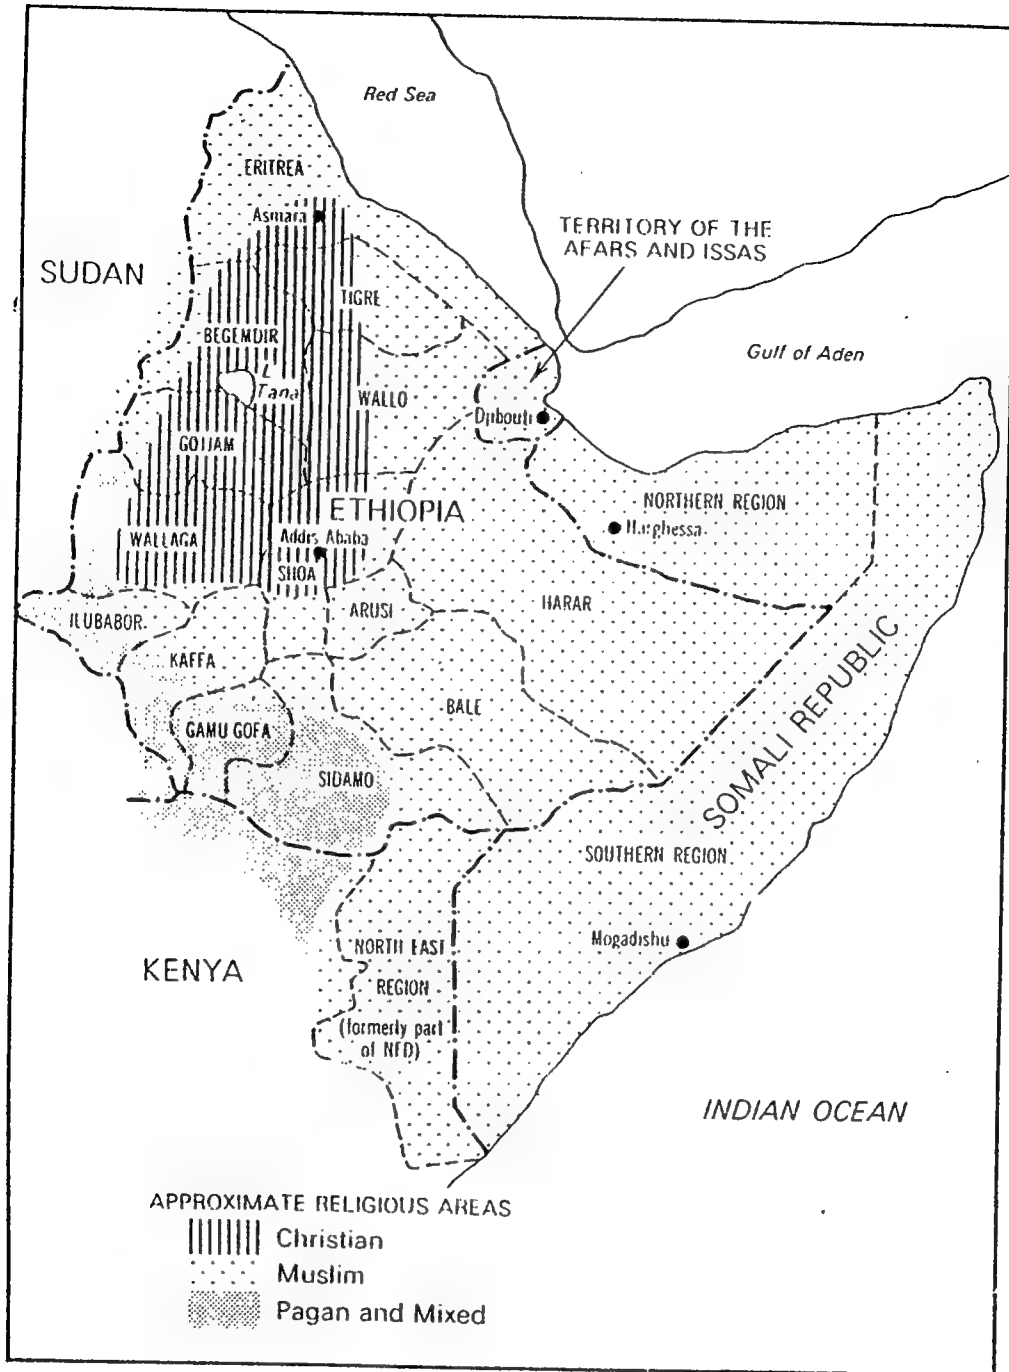 Red Sea
ERITREA
Asmara
TERRITORY OF THE
AFARS AND ISSAS
SUDAN
TIGRE
BEGEMDIR
Gulf of Aden
L
Tana
WALLO
Djibouti
GOJJAM
NORTHERN REGION
ETHIOPIA
Harghessa
WALLAGA
Addis Ababa
SHOA
HARAR
ARUSI
ILUBABOR
KAFFA
SOMALI REPUBLIC
BALE
GAMU GOFA
SIDAMO
SOUTHERN REGION
Mogadishu
NORTH EAST
REGION
(formerly part
of NFD)
KENYA
INDIAN OCEAN
APPROXIMATE RELIGIOUS AREAS
Christian
Muslim
Pagan and Mixed